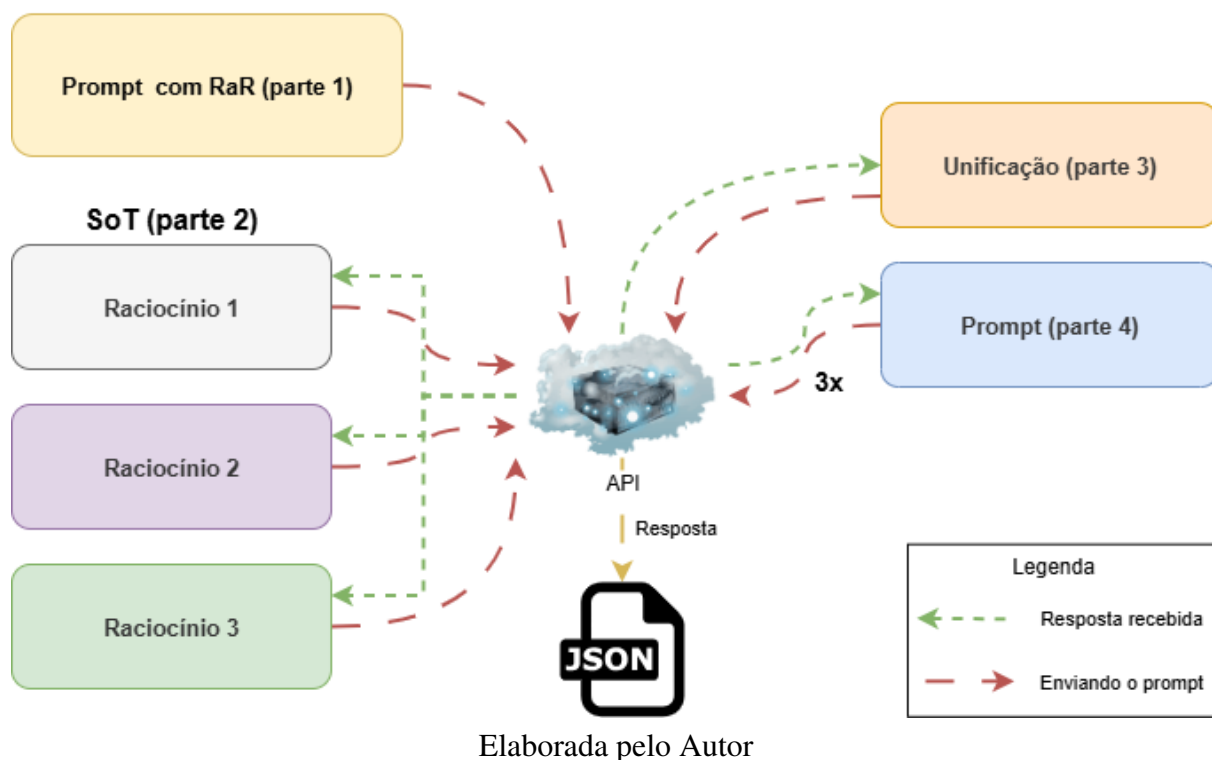 Prompt com RaR (parte 1)
SoT (parte 2)
Raciocínio 1
Raciocínio 2
Raciocínio 3
Unificação (parte 3)
Prompt (parte 4)
3x
API
Resposta
JSON
Legenda
Resposta recebida
Enviando o prompt
Elaborada pelo Autor